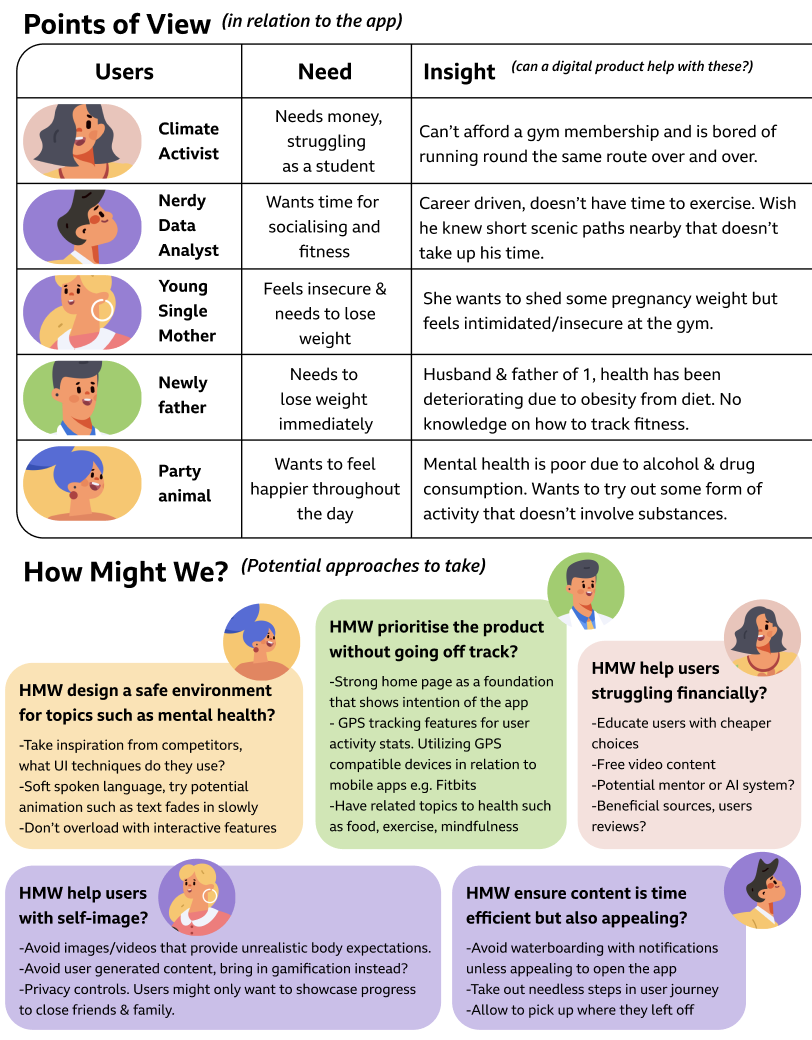 Points of View (in relation to the app)
Users
Need
Insight (can a digital product help with these?)
Climate
Activist
Needs money,
struggling
as a student
Can't afford a gym membership and is bored of
running round the same route over and over.
Nerdy
Data
Analyst
Wants time for
socialising and
fitness
Career driven, doesn't have time to exercise. Wish
he knew short scenic paths nearby that doesn't
take up his time.
Young
Single
Mother
Feels insecure &
needs to lose
weight
She wants to shed some pregnancy weight but
feels intimidated/insecure at the gym.
Newly
father
Needs to
lose weight
immediately
Husband & father of 1, health has been
deteriorating due to obesity from diet. No
knowledge on how to track fitness.
Party
animal
Wants to feel
happier throughout
the day
Mental health is poor due to alcohol & drug
consumption. Wants to try out some form of
activity that doesn't involve substances.
How Might We? (Potential approaches to take)
HMW design a safe environment
for topics such as mental health?
-Take inspiration from competitors,
what UI techniques do they use?
-Soft spoken language, try potential
animation such as text fades in slowly
-Don't overload with interactive features
HMW prioritise the product
without going off track?
-Strong home page as a foundation
that shows intention of the app
- GPS tracking features for user
activity stats. Utilizing GPS
compatible devices in relation to
mobile apps e.g. Fitbits
-Have related topics to health such
as food, exercise, mindfulness
HMW help users
struggling financially?
-Educate users with cheaper
choices
-Free video content
-Potential mentor or AI system?
-Beneficial sources, users
reviews?
HMW help users
with self-image?
-Avoid images/videos that provide unrealistic body expectations.
-Avoid user generated content, bring in gamification instead?
-Privacy controls. Users might only want to showcase progress
to close friends & family.
HMW ensure content is time
efficient but also appealing?
-Avoid waterboarding with notifications
unless appealing to open the app
-Take out needless steps in user journey
-Allow to pick up where they left off